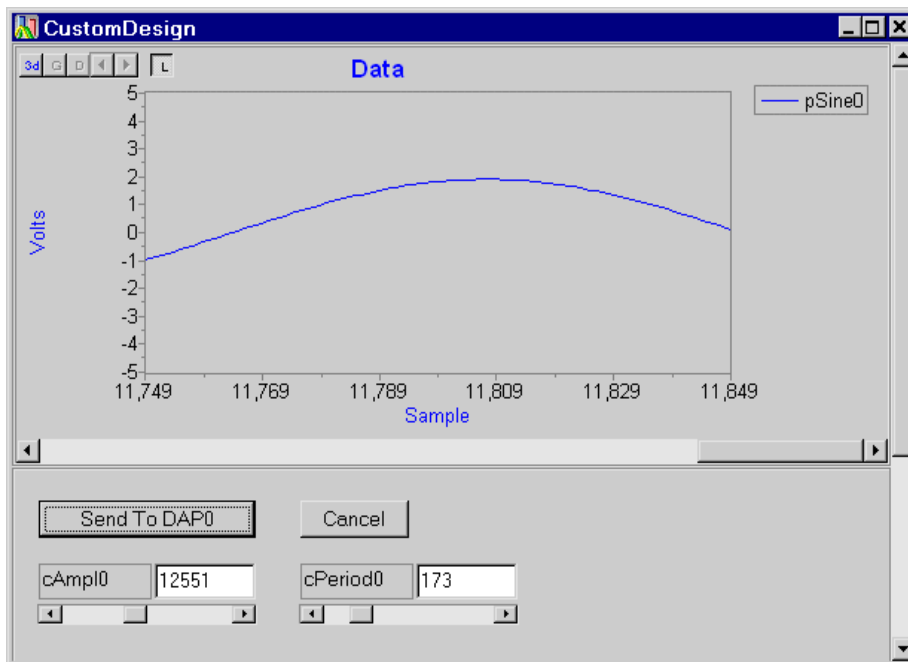 CustomDesign
3d G D L
Data
pSine0
Volts
5
4
3
2
1
0
-1
-2
-3
-4
-5
11,749 11,769 11,789 11,809 11,829 11,849
Sample
Send To DAP0 Cancel
cAmpl0 12551 cPeriod0 173